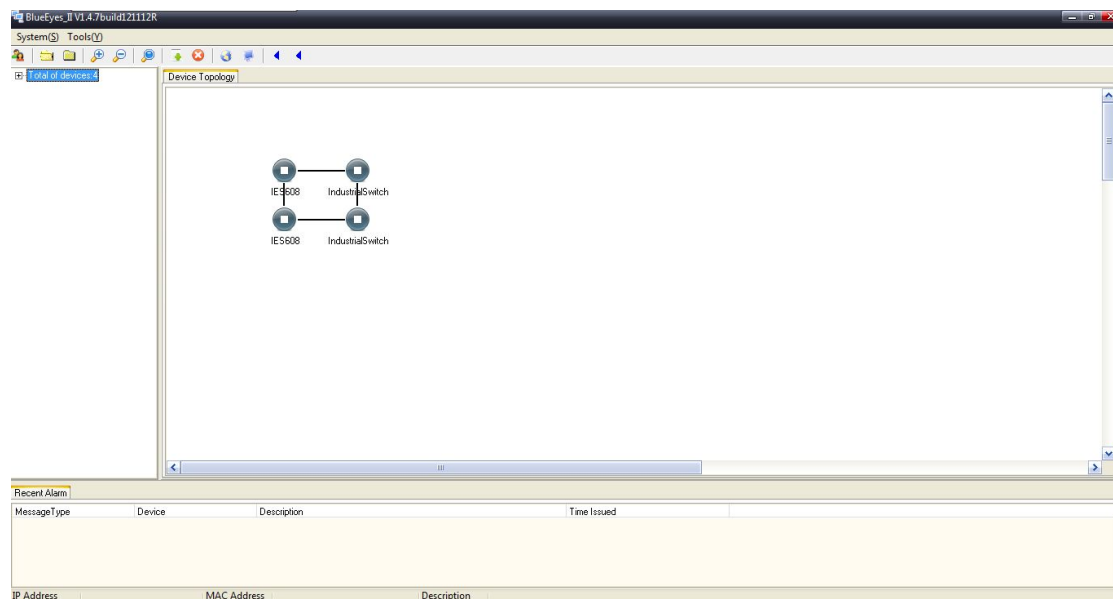 BlueEyes_II V1.4.7build121112R
System(S) Tools(Y)
Total of devices:4
Device Topology
IES608 IndustrialSwitch
IES608 IndustrialSwitch
Recent Alarm
MessageType Device Description Time Issued
IP Address MAC Address Description